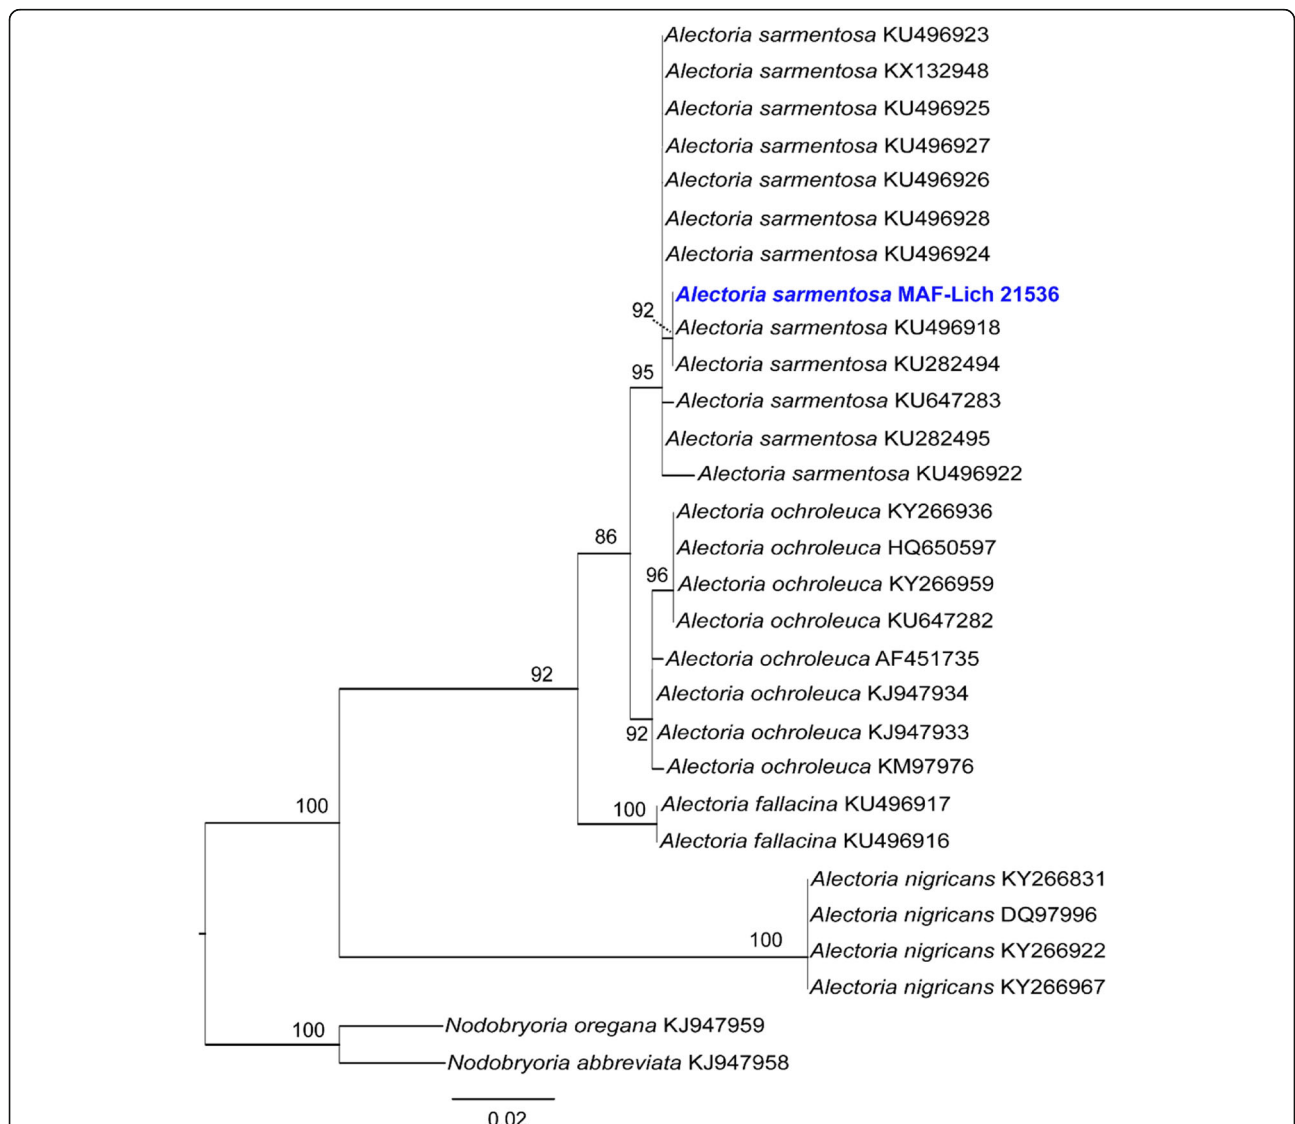 Alectoria sarmentosa KU496923
Alectoria sarmentosa KX132948
Alectoria sarmentosa KU496925
Alectoria sarmentosa KU496927
Alectoria sarmentosa KU496926
Alectoria sarmentosa KU496928
Alectoria sarmentosa KU496924
Alectoria sarmentosa MAF-Lich 21536
92
Alectoria sarmentosa KU496918
Alectoria sarmentosa KU282494
95
Alectoria sarmentosa KU647283
Alectoria sarmentosa KU282495
Alectoria sarmentosa KU496922
Alectoria ochroleuca KY266936
86
Alectoria ochroleuca HQ650597
96
Alectoria ochroleuca KY266959
Alectoria ochroleuca KU647282
Alectoria ochroleuca AF451735
92
Alectoria ochroleuca KJ947934
92
Alectoria ochroleuca KJ947933
Alectoria ochroleuca KM97976
100
Alectoria fallacina KU496917
100
Alectoria fallacina KU496916
Alectoria nigricans KY266831
Alectoria nigricans DQ97996
100
Alectoria nigricans KY266922
Alectoria nigricans KY266967
100
Nodobryoria oregana KJ947959
Nodobryoria abbreviata KJ947958
0.02